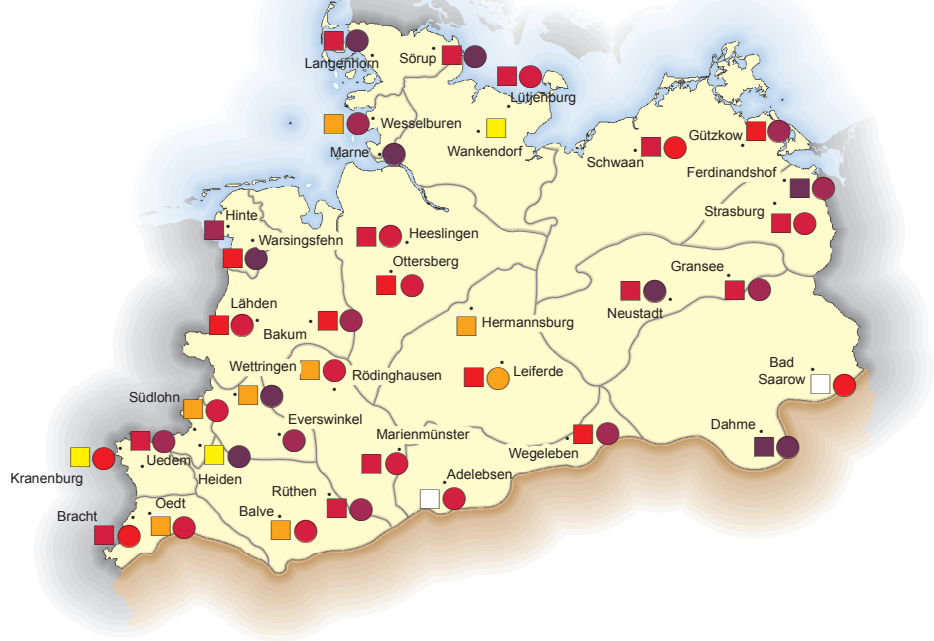 Langenhorn
Sörup
Lütjenburg
Wesselburen
Wankendorf
Marne
Schwaan
Gützkow
Ferdinandshof
Strasburg
Hinte
Warsingsfehn
Heeslingen
Ottersberg
Gransee
Neustadt
Lähden
Bakum
Hermannsburg
Wettringen
Rödinghausen
Leiferde
Bad
Saarow
Südlohn
Everswinkel
Marienmünster
Dahme
Wegeleben
Uedem
Kranenburg
Heiden
Adelebsen
Rüthen
Oedt
Balve
Bracht